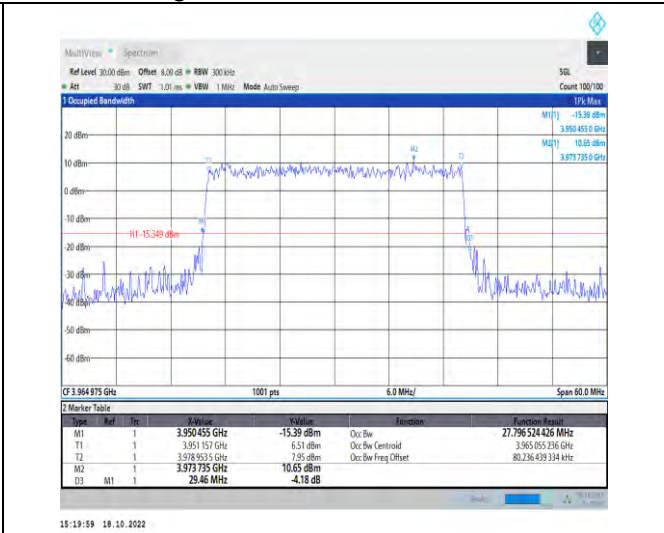 MultiView Spectrum
Ref Level 30.00 dBm Offset 8.00 dB RBW 300 kHz SGL
Att 30 dB SWT 1.01 ms VBW 1 MHz Mode Auto Sweep Count 100/100
1 Occupied Bandwidth 1Pk Max
M1[1] -15.39 dBm
3.950 455 0 GHz
M2[1] 10.65 dBm
3.973 735 0 GHz
20 dBm
10 dBm
0 dBm
-10 dBm
H1 -15.349 dBm
-20 dBm
-30 dBm
-40 dBm
-50 dBm
-60 dBm
M2
T1
M1
CF 3.964 975 GHz 1001 pts 6.0 MHz/ Span 60.0 MHz
2 Marker Table
Type Ref Trc X-Value Y-Value Function Function Result
M1 1 3.950 455 GHz -15.39 dBm Occ Bw 27.796 524 426 MHz
T1 1 3.951 157 GHz 6.51 dBm Occ Bw Centroid 3.965 055 236 GHz
T2 1 3.978 953 5 GHz 7.95 dBm Occ Bw Freq Offset 80.236 439 334 kHz
M2 1 3.973 735 GHz 10.65 dBm
D3 M1 1 29.46 MHz -4.18 dB
15:19:59 18.10.2022